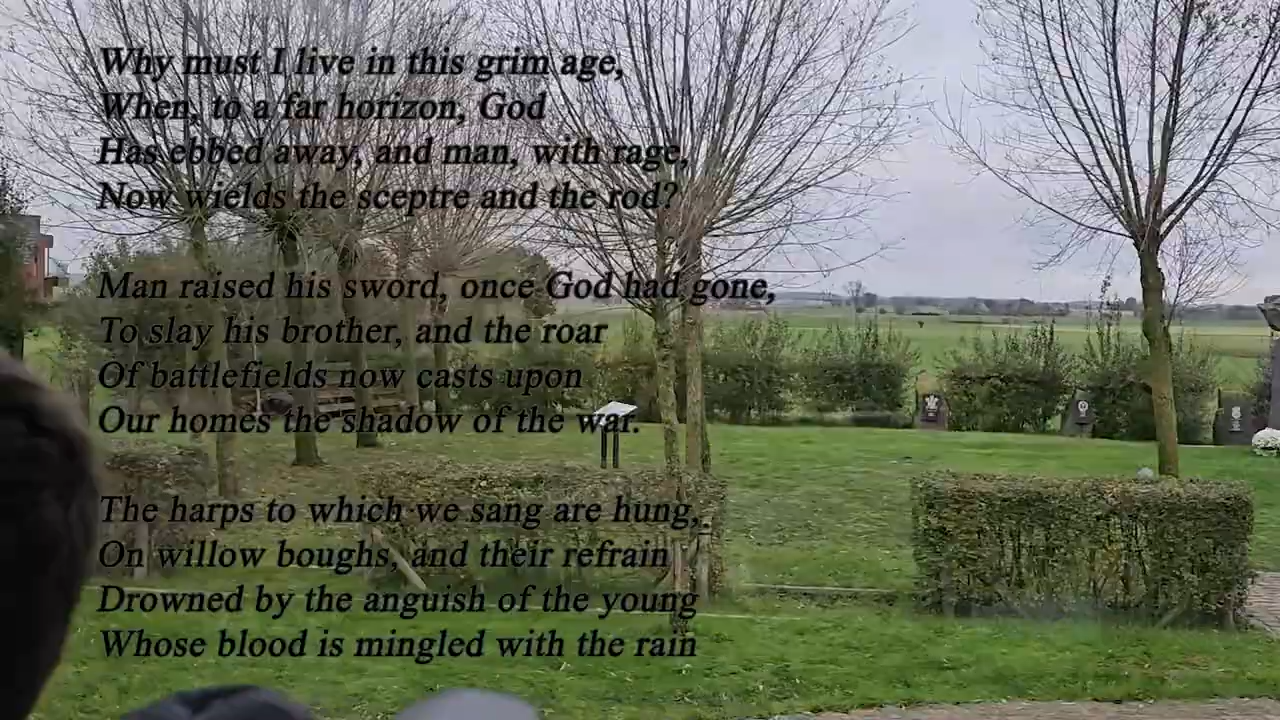 Why must I live in this grim age,
When, to a far horizon, God
Has ebbed away, and man, with rage,
Now wields the sceptre and the rod?
Man raised his sword, once God had gone,
To slay his brother, and the roar
Of battlefields now casts upon
Our homes the shadow of the war.
The harps to which we sang are hung,
On willow boughs, and their refrain
Drowned by the anguish of the young
Whose blood is mingled with the rain